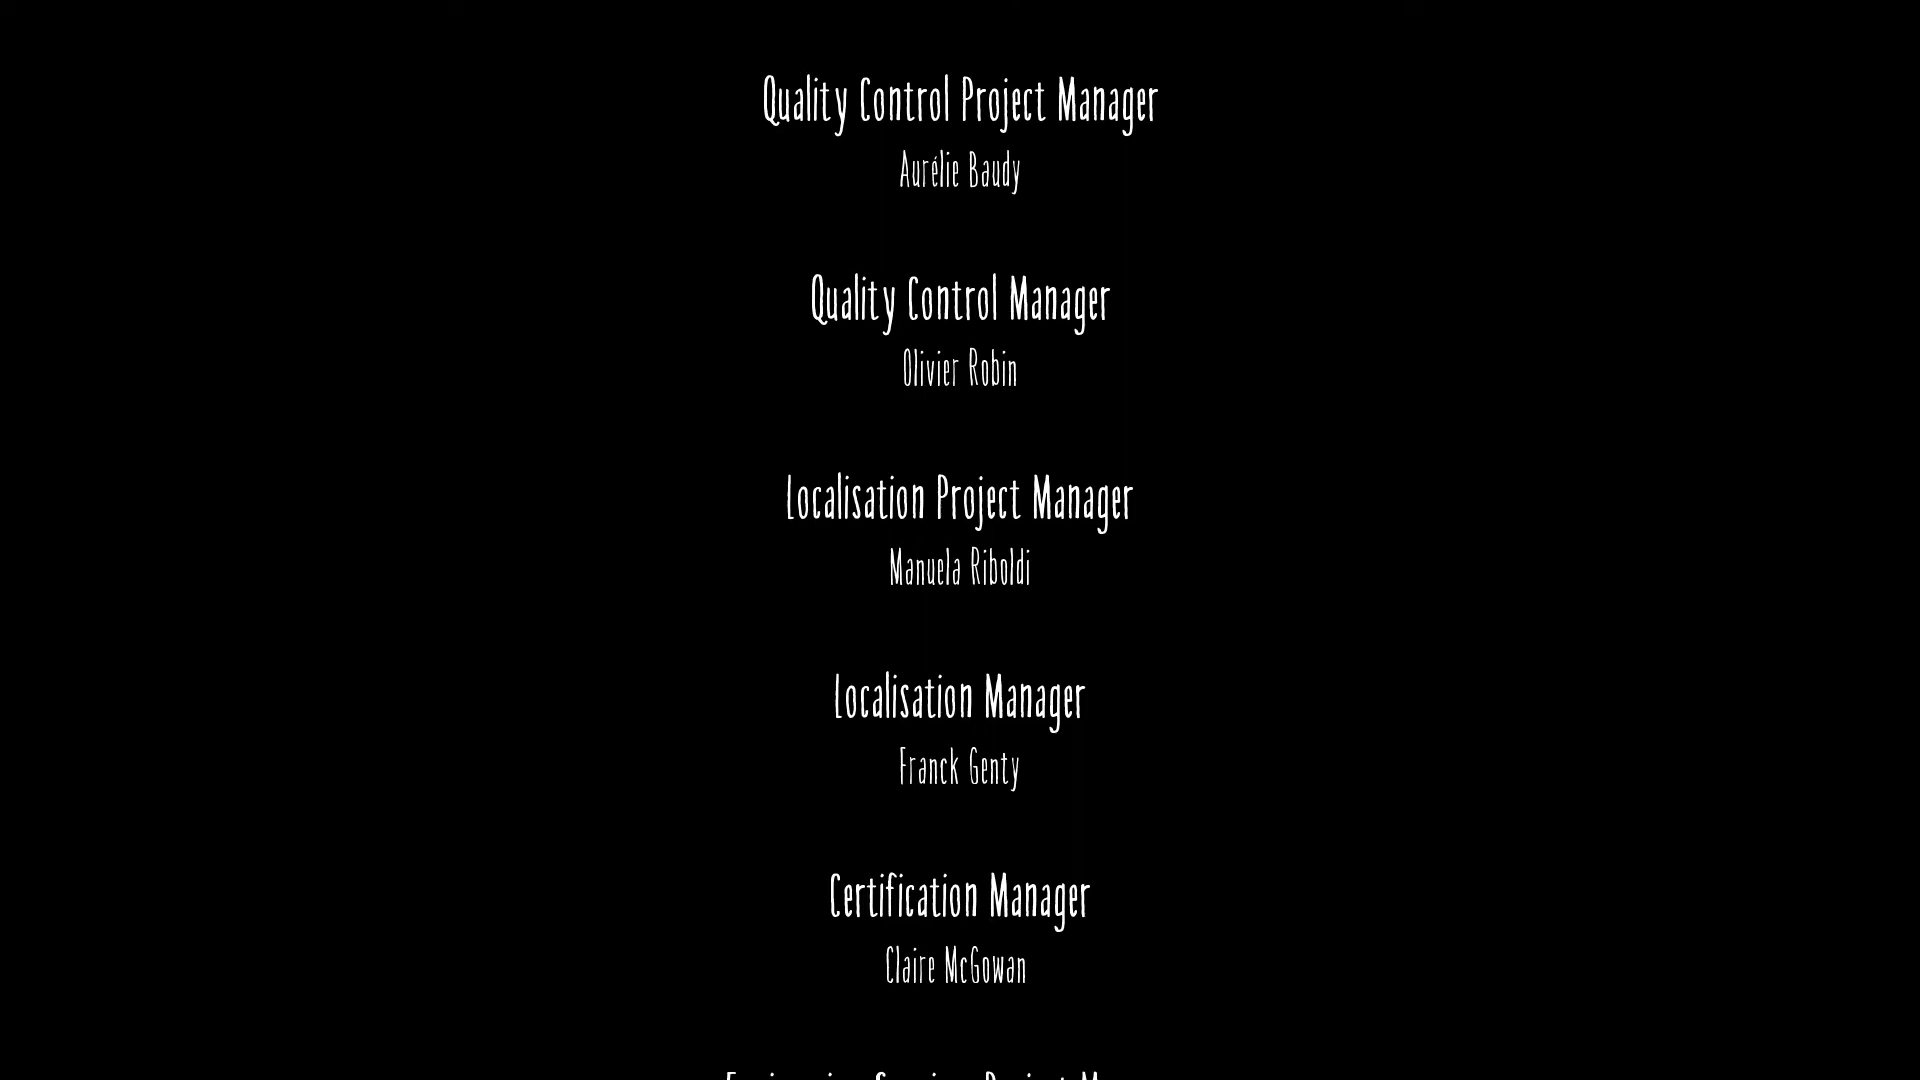 Quality Control Project Manager
Aurélie Baudy
Quality Control Manager
Olivier Robin
Localisation Project Manager
Manuela Riboldi
Localisation Manager
Franck Genty
Certification Manager
Claire McGowan